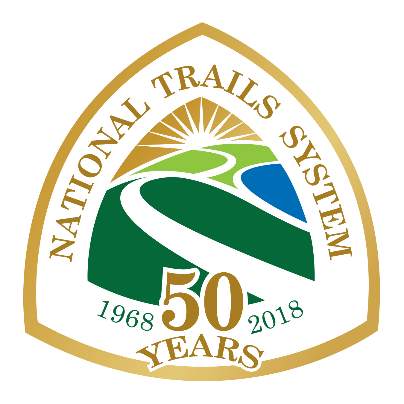 NATIONAL TRAILS SYSTEM
1968 50 2018
YEARS